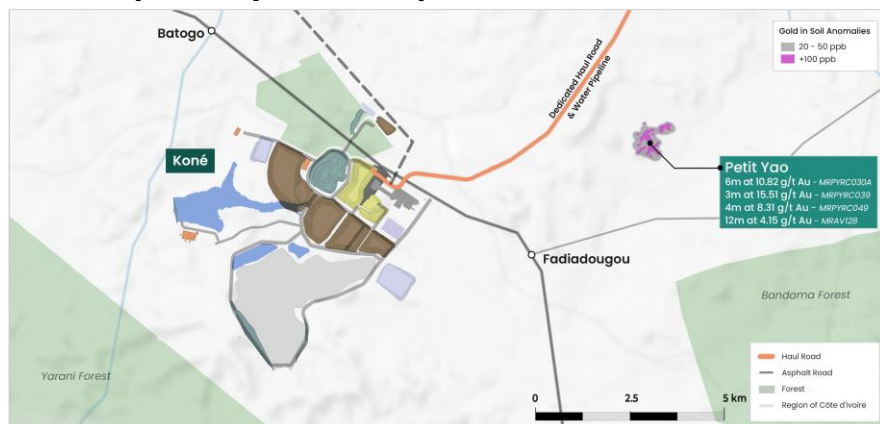 Batogo
Koné
Dedicated Haul Road
& Water Pipeline
Gold in Soil Anomalies
20 - 50 ppb
+100 ppb
Petit Yao
6m at 10.82 g/t Au - MRPYRC030A
3m at 15.51 g/t Au - MRPYRC039
4m at 8.31 g/t Au - MRPYRC049
12m at 4.15 g/t Au - MRAV128
Fadiadougou
Bandama Forest
Yarani Forest
Haul Road
Asphalt Road
Forest
Region of Côte d'Ivoire
0 2.5 5 km